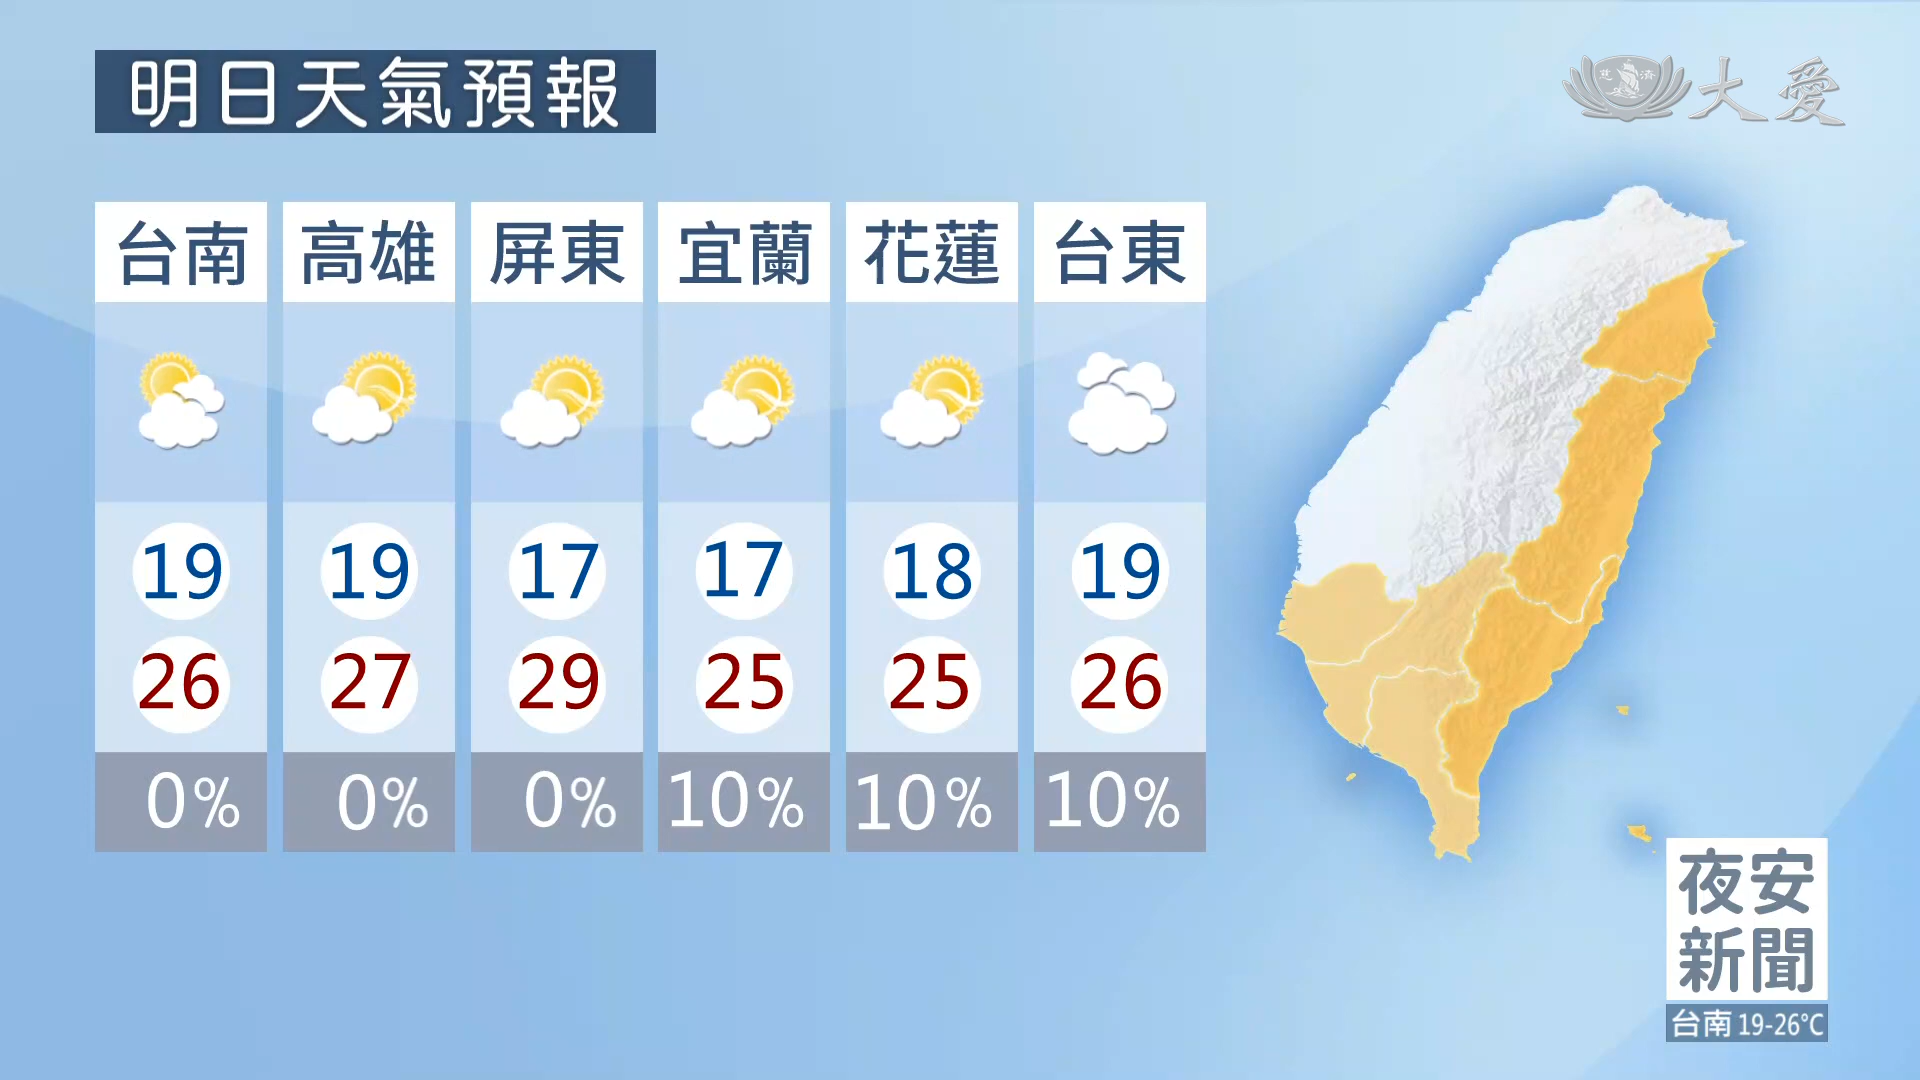 明日天氣預報
慈濟
大愛
台南 高雄 屏東 宜蘭 花蓮 台東
19 19 17 17 18 19
26 27 29 25 25 26
0% 0% 0% 10% 10% 10%
夜安
新聞
台南 19-26°C